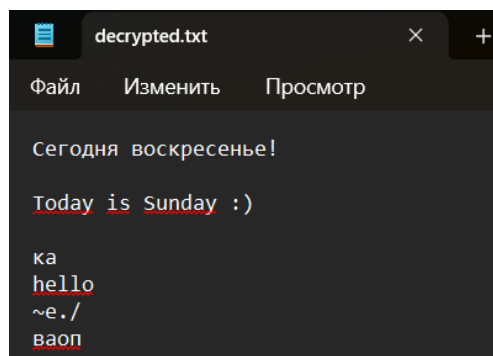 decrypted.txt
Файл Изменить Просмотр
Сегодня воскресенье!
Today is Sunday :)
ка
hello
~e./
ваоп